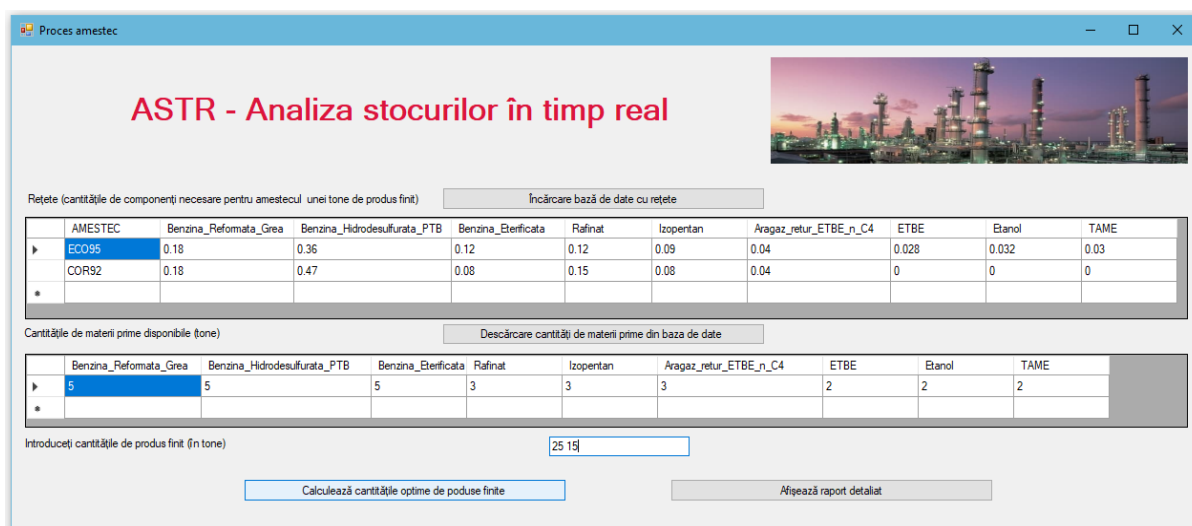 Proces amestec
ASTR - Analiza stocurilor în timp real
Rețete (cantitățile de componenți necesare pentru amestecul unei tone de produs finit) Încărcare bază de date cu rețete
AMESTEC Benzina_Reformata_Grea Benzina_Hidrodesulfurata_PTB Benzina_Eterificata Rafinat Izopentan Aragaz_retur_ETBE_n_C4 ETBE Etanol TAME
ECO95 0.18 0.36 0.12 0.12 0.09 0.04 0.028 0.032 0.03
COR92 0.18 0.47 0.08 0.15 0.08 0.04 0 0 0
Cantitățile de materii prime disponibile (tone) Descărcare cantități de materii prime din baza de date
Benzina_Reformata_Grea Benzina_Hidrodesulfurata_PTB Benzina_Eterificata Rafinat Izopentan Aragaz_retur_ETBE_n_C4 ETBE Etanol TAME
5 5 5 3 3 3 2 2 2
Introduceți cantitățile de produs finit (în tone) 25 15
Calculează cantitățile optime de poduse finite Afișează raport detaliat